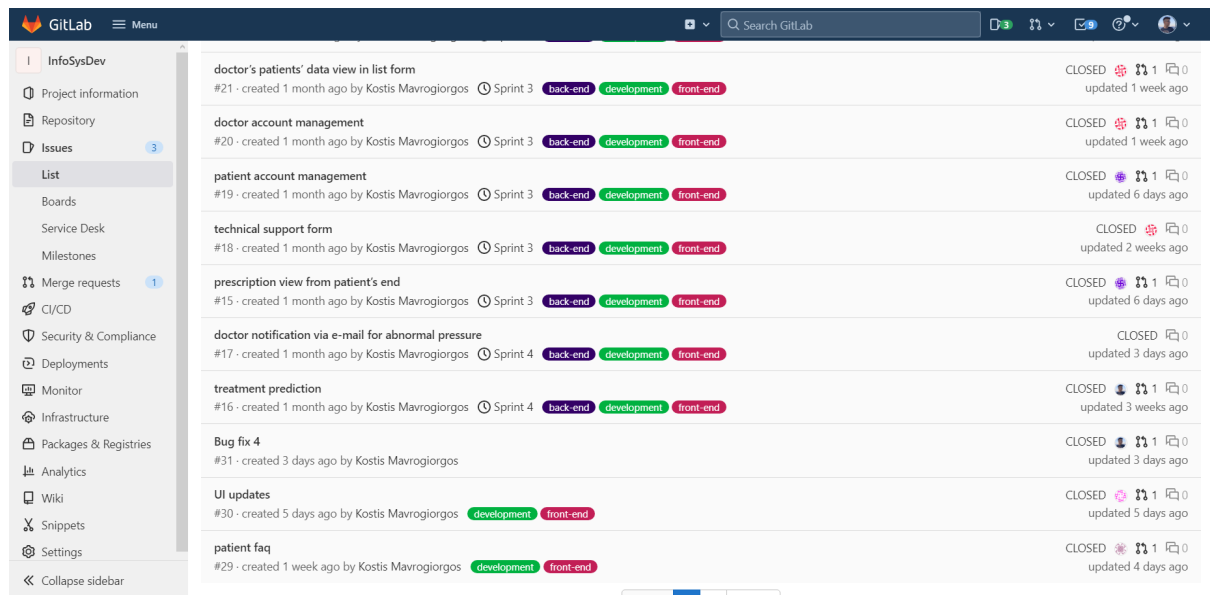 GitLab Menu Search GitLab 3 9
InfoSysDev
Project information
Repository
Issues 3
List
Boards
Service Desk
Milestones
Merge requests 1
CI/CD
Security & Compliance
Deployments
Monitor
Infrastructure
Packages & Registries
Analytics
Wiki
Snippets
Settings
Collapse sidebar
doctor's patients' data view in list form CLOSED 1 0
#21 · created 1 month ago by Kostis Mavrogiorgos Sprint 3 back-end development front-end updated 1 week ago
doctor account management CLOSED 1 0
#20 · created 1 month ago by Kostis Mavrogiorgos Sprint 3 back-end development front-end updated 1 week ago
patient account management CLOSED 1 0
#19 · created 1 month ago by Kostis Mavrogiorgos Sprint 3 back-end development front-end updated 6 days ago
technical support form CLOSED 0
#18 · created 1 month ago by Kostis Mavrogiorgos Sprint 3 back-end development front-end updated 2 weeks ago
prescription view from patient's end CLOSED 1 0
#15 · created 1 month ago by Kostis Mavrogiorgos Sprint 3 back-end development front-end updated 6 days ago
doctor notification via e-mail for abnormal pressure CLOSED 0
#17 · created 1 month ago by Kostis Mavrogiorgos Sprint 4 back-end development front-end updated 3 days ago
treatment prediction CLOSED 1 0
#16 · created 1 month ago by Kostis Mavrogiorgos Sprint 4 back-end development front-end updated 3 weeks ago
Bug fix 4 CLOSED 1 0
#31 · created 3 days ago by Kostis Mavrogiorgos updated 3 days ago
UI updates CLOSED 1 0
#30 · created 5 days ago by Kostis Mavrogiorgos development front-end updated 5 days ago
patient faq CLOSED 1 0
#29 · created 1 week ago by Kostis Mavrogiorgos development front-end updated 4 days ago